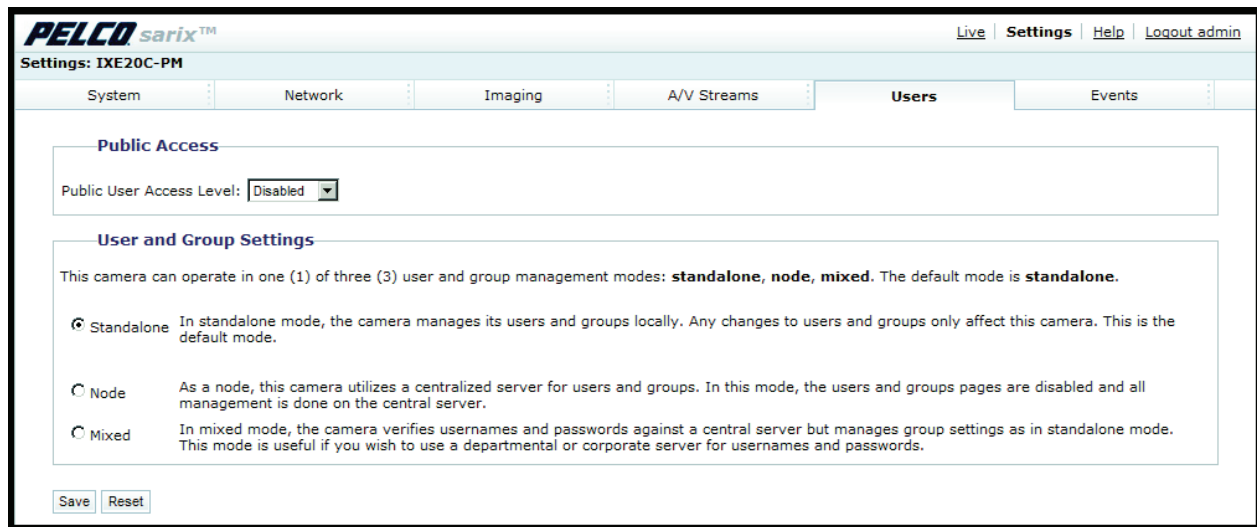 PELCO sarix™
Live | Settings | Help | Logout admin
Settings: IXE20C-PM
System Network Imaging A/V Streams Users Events
Public Access
Public User Access Level: Disabled
User and Group Settings
This camera can operate in one (1) of three (3) user and group management modes: standalone, node, mixed. The default mode is standalone.
Standalone In standalone mode, the camera manages its users and groups locally. Any changes to users and groups only affect this camera. This is the
default mode.
Node As a node, this camera utilizes a centralized server for users and groups. In this mode, the users and groups pages are disabled and all
management is done on the central server.
Mixed In mixed mode, the camera verifies usernames and passwords against a central server but manages group settings as in standalone mode.
This mode is useful if you wish to use a departmental or corporate server for usernames and passwords.
Save Reset